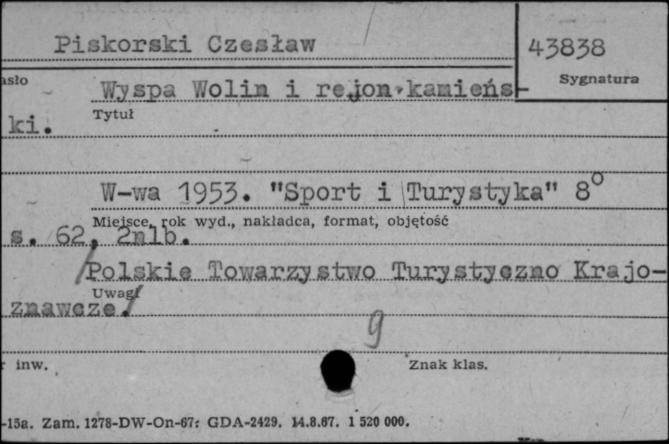 Piskorski Czesław
43838
asło
Sygnatura
Wyspa Wolin i rejon kamieńs-
Tytuł
ki.
W-wa 1953. "Sport i Turystyka" 8°
Miejsce, rok wyd., nakładca, format, objętość
s. 62, 2nlb.
/Polskie Towarzystwo Turystyczno Krajo-
Uwagi
znawcze./
9
r inw.
Znak klas.
-15a. Zam. 1278-DW-On-67: GDA-2429. 14.8.67. 1 520 000.